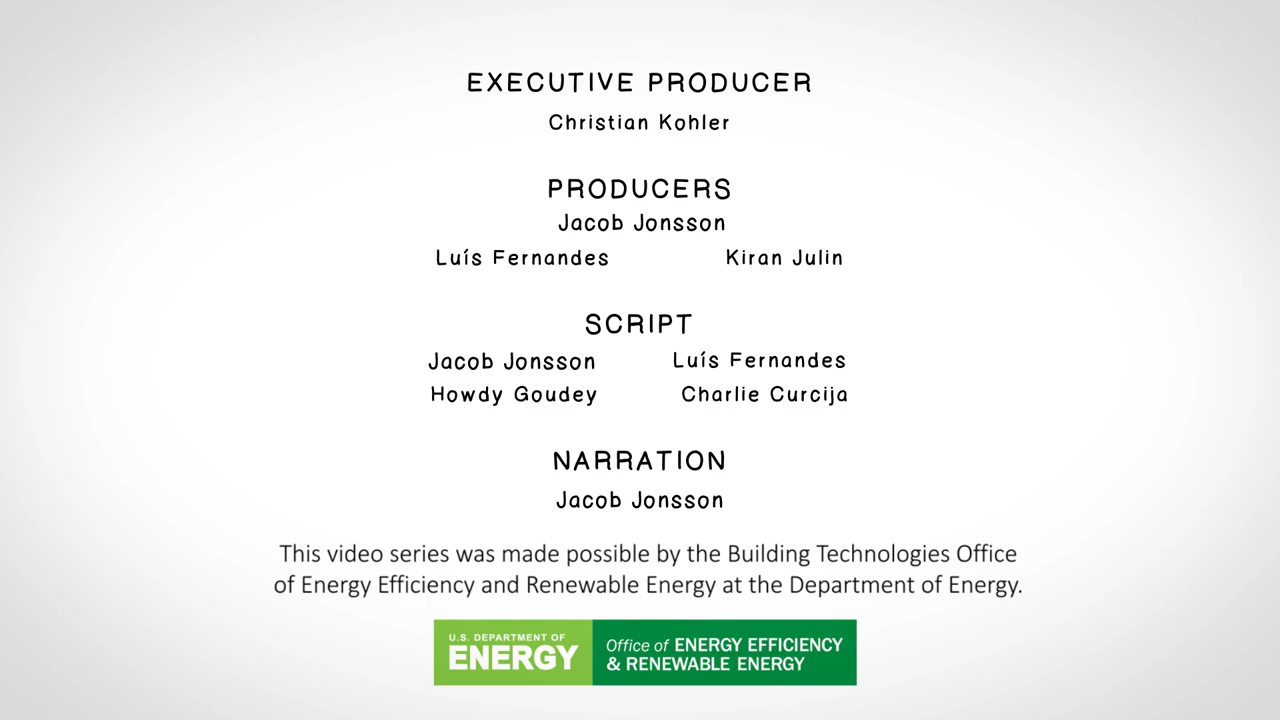 EXECUTIVE PRODUCER
Christian Kohler
PRODUCERS
Jacob Jonsson
Luís Fernandes Kiran Julin
SCRIPT
Jacob Jonsson Luís Fernandes
Howdy Goudey Charlie Curcija
NARRATION
Jacob Jonsson
This video series was made possible by the Building Technologies Office
of Energy Efficiency and Renewable Energy at the Department of Energy.
U.S. DEPARTMENT OF
ENERGY
Office of ENERGY EFFICIENCY
& RENEWABLE ENERGY